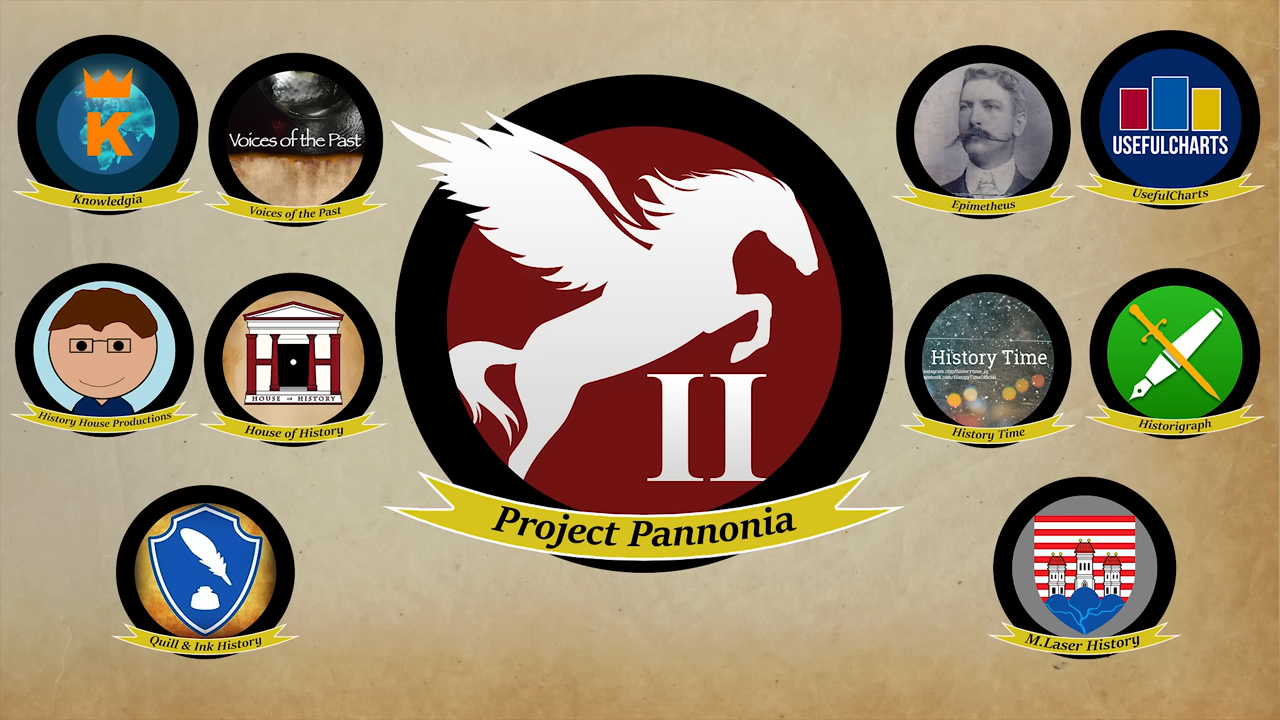 K
Knowledgia
Voices of the Past
Voices of the Past
Epimetheus
USEFULCHARTS
UsefulCharts
History House Productions
HOUSE OF HISTORY
House of History
II
Project Pannonia
History Time
History Time
Historigraph
Quill & Ink History
M.Laser History